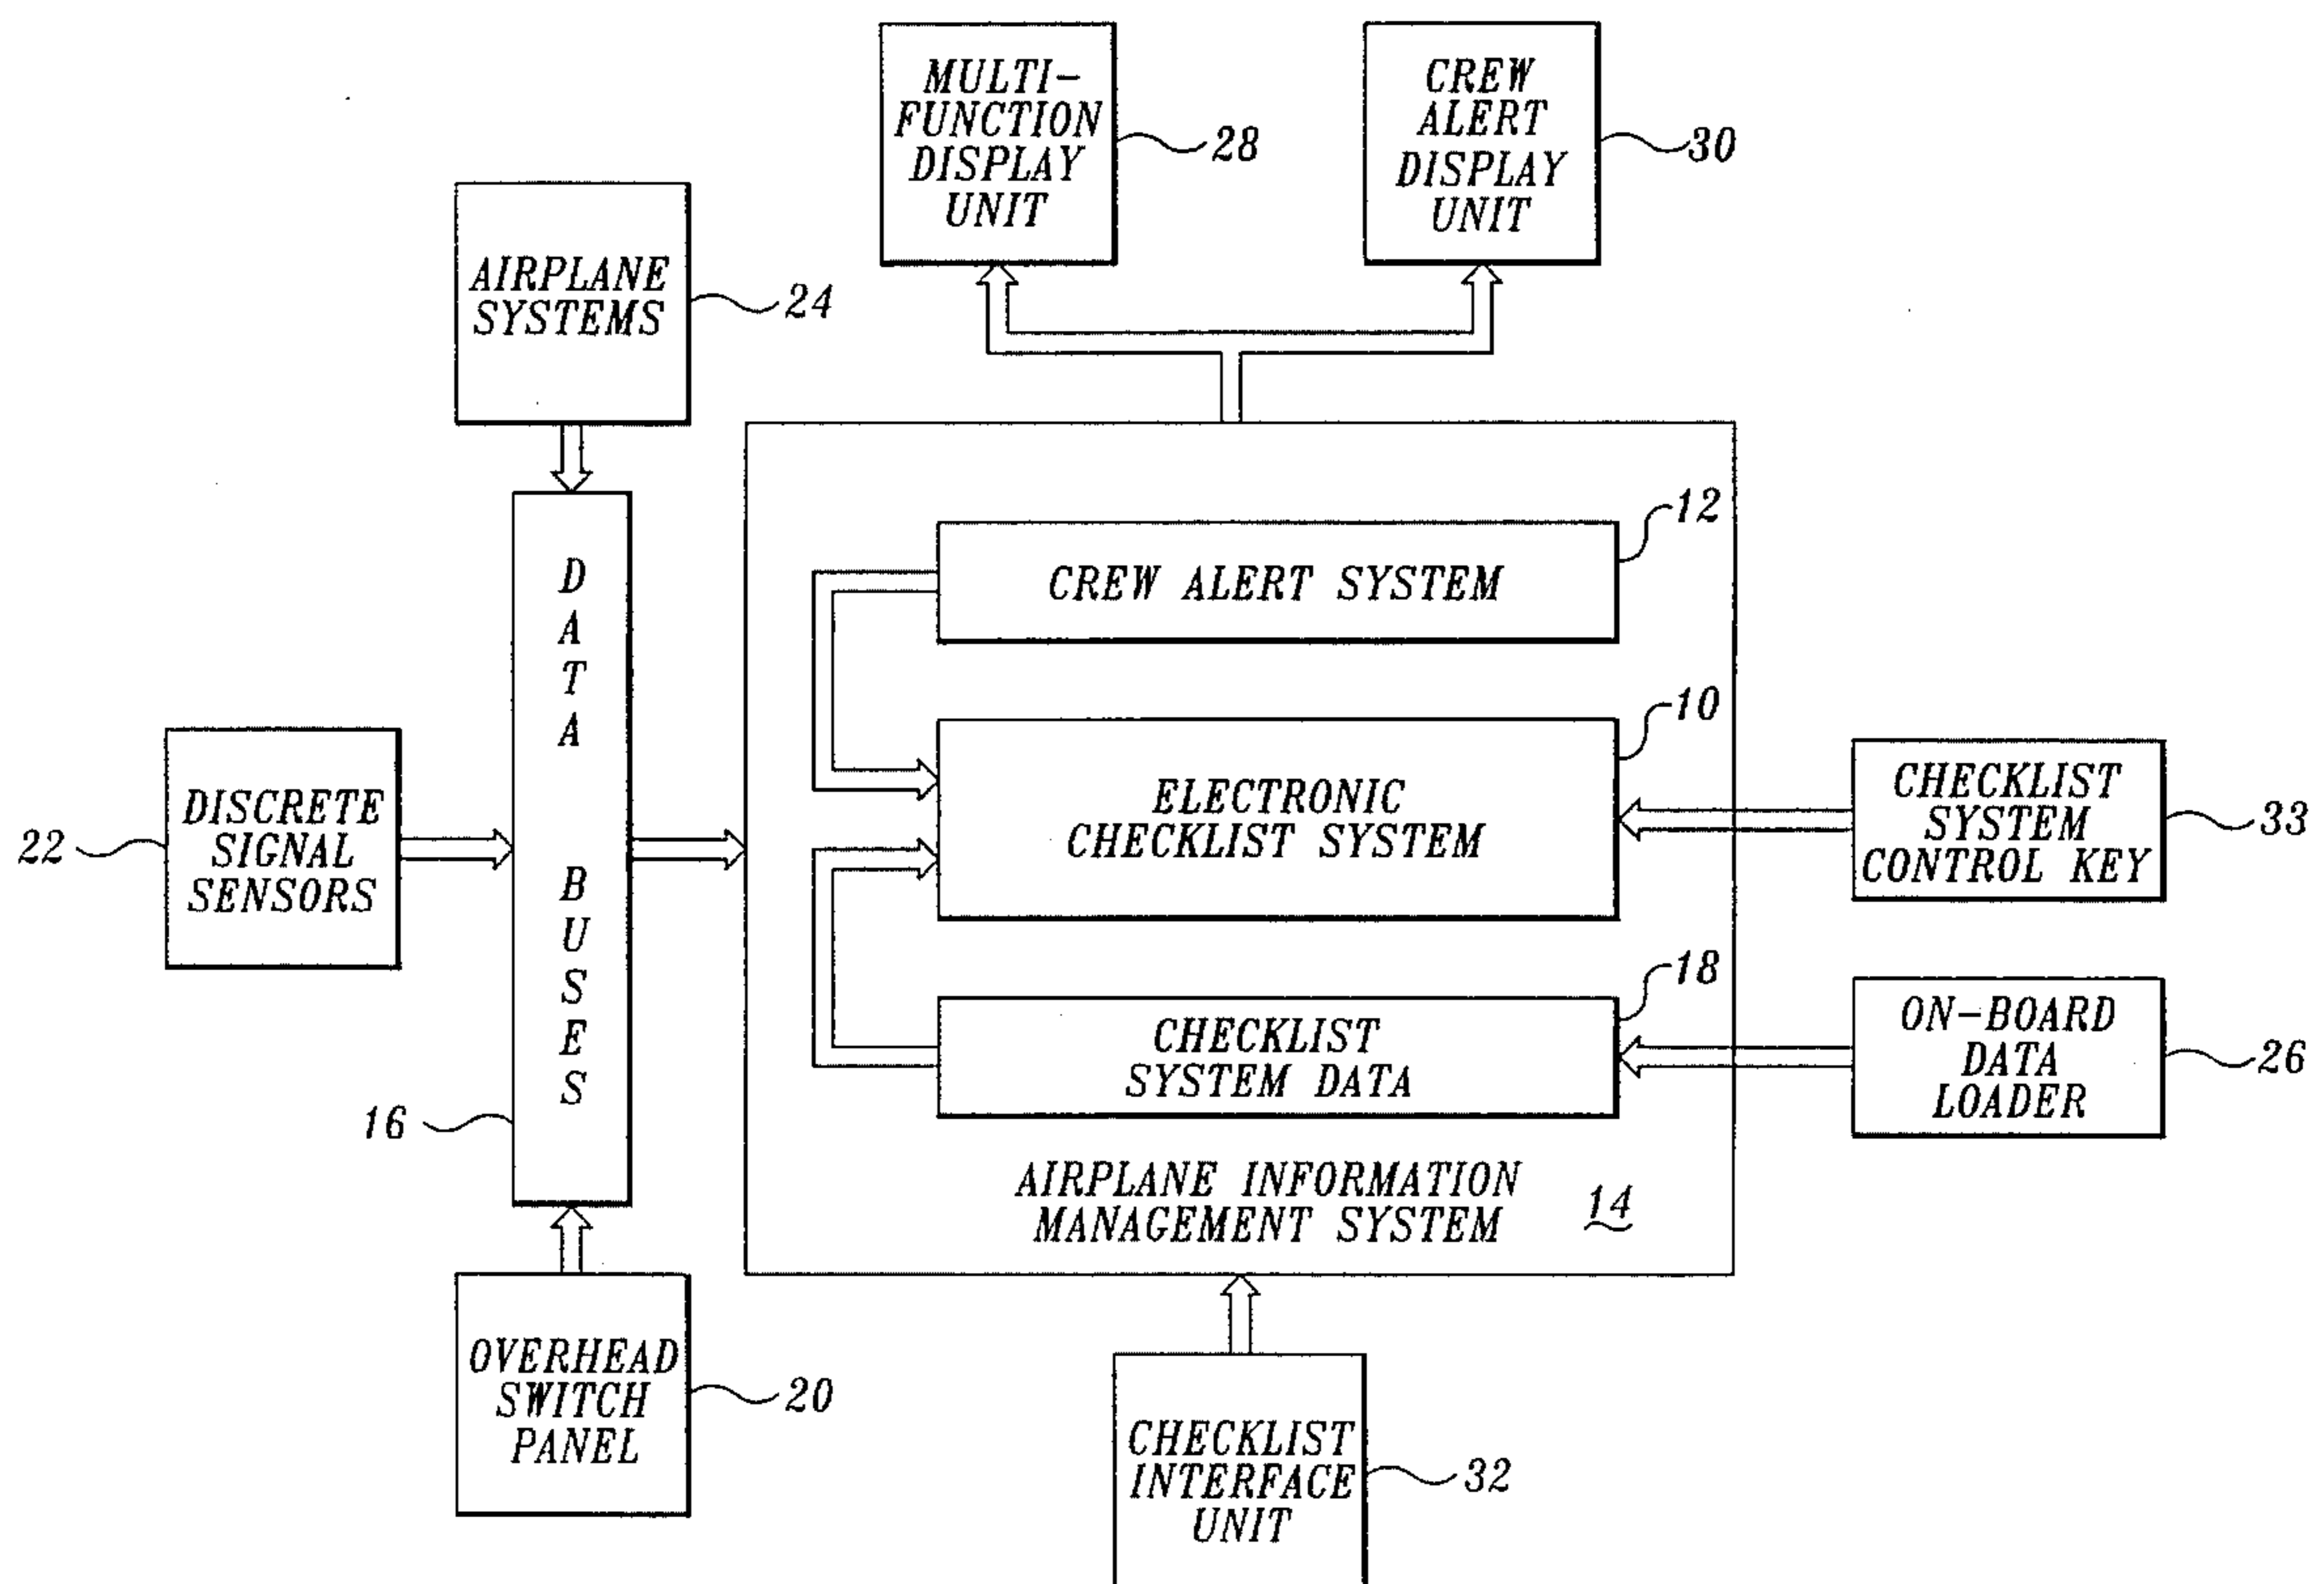 MULTI-
FUNCTION
DISPLAY
UNIT
28
CREW
ALERT
DISPLAY
UNIT
30
AIRPLANE
SYSTEMS
24
DATA BUSES
16
DISCRETE
SIGNAL
SENSORS
22
OVERHEAD
SWITCH
PANEL
20
12
CREW ALERT SYSTEM
10
ELECTRONIC
CHECKLIST SYSTEM
18
CHECKLIST
SYSTEM DATA
AIRPLANE INFORMATION
MANAGEMENT SYSTEM
14
CHECKLIST
SYSTEM
CONTROL KEY
33
ON-BOARD
DATA
LOADER
26
CHECKLIST
INTERFACE
UNIT
32